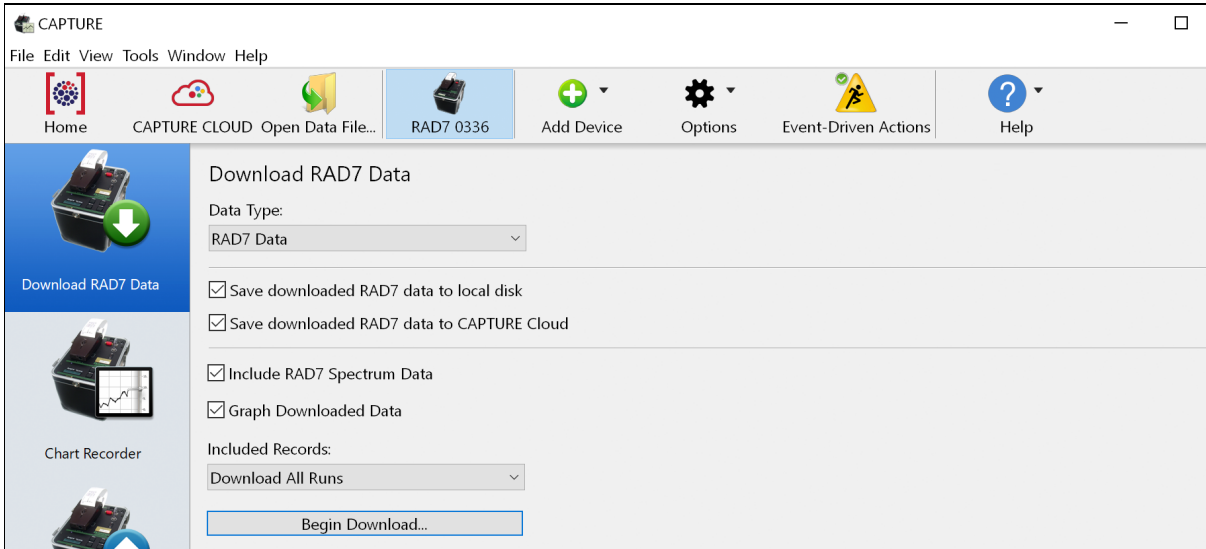 CAPTURE
File Edit View Tools Window Help
Home CAPTURE CLOUD Open Data File... RAD7 0336 Add Device Options Event-Driven Actions Help
Download RAD7 Data
Data Type:
RAD7 Data
Download RAD7 Data
Save downloaded RAD7 data to local disk
Save downloaded RAD7 data to CAPTURE Cloud
Include RAD7 Spectrum Data
Graph Downloaded Data
Chart Recorder
Included Records:
Download All Runs
Begin Download...